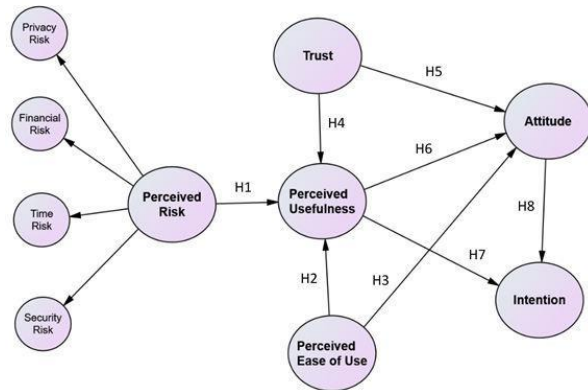 Privacy
Risk
Financial
Risk
Time
Risk
Security
Risk
Perceived
Risk
H1
Trust
H4
H5
Perceived
Usefulness
H6
H2
H3
H7
Perceived
Ease of Use
Attitude
H8
Intention